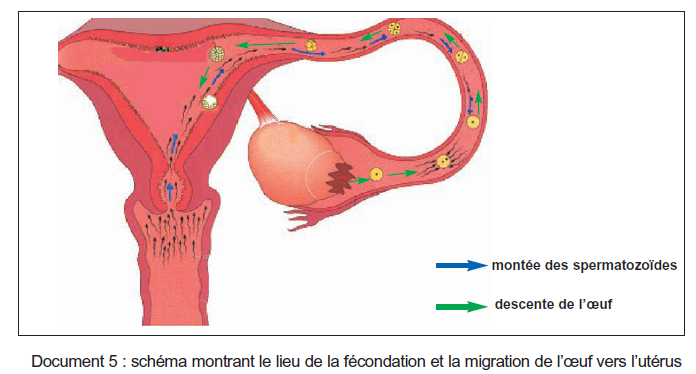 montée des spermatozoïdes
descente de l’œuf
Document 5 : schéma montrant le lieu de la fécondation et la migration de l’œuf vers l’utérus